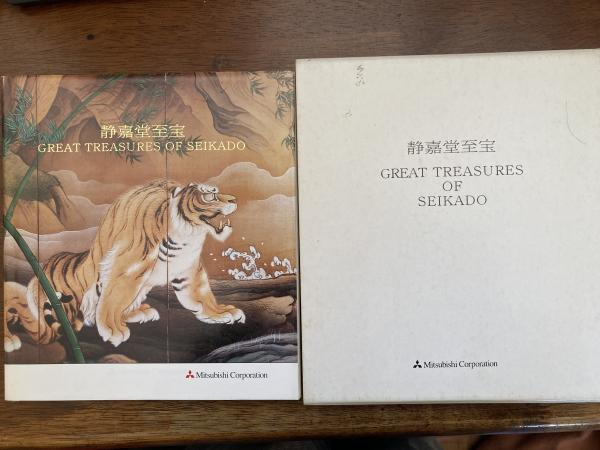 静嘉堂至宝
GREAT TREASURES OF SEIKADO
Mitsubishi Corporation
静嘉堂至宝
GREAT TREASURES
OF
SEIKADO
Mitsubishi Corporation